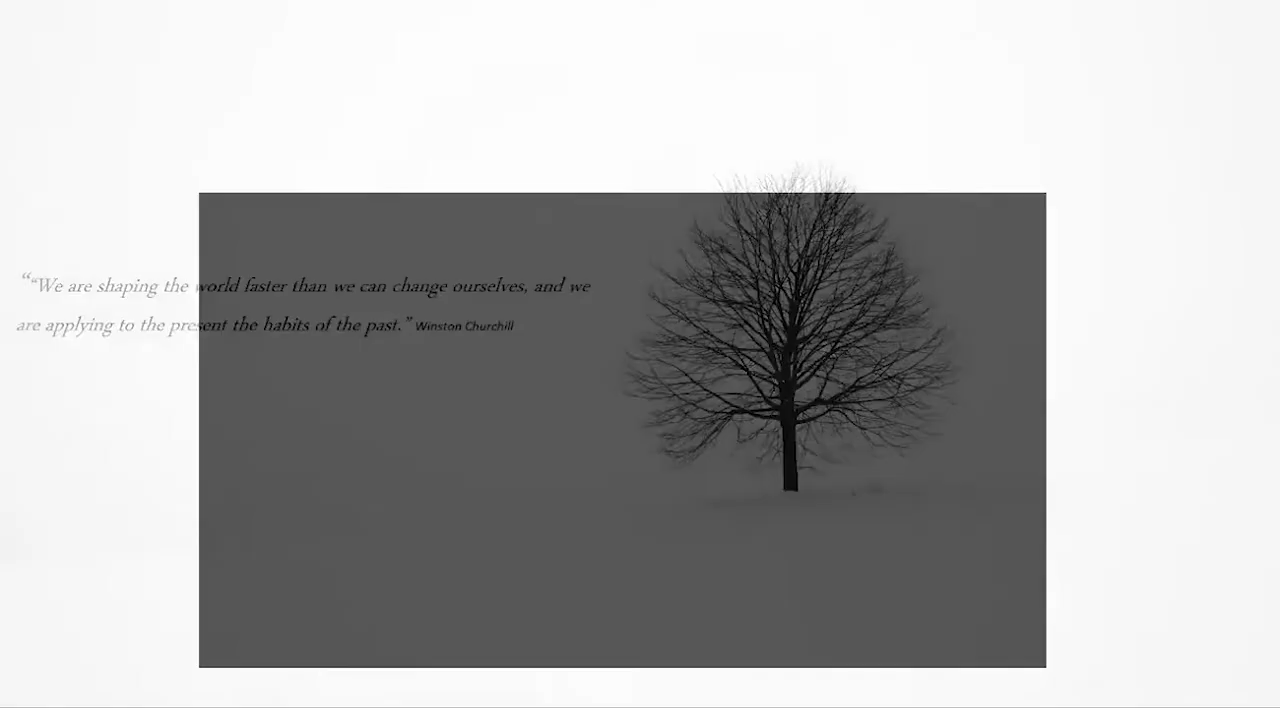 ““We are shaping the world faster than we can change ourselves, and we
are applying to the present the habits of the past.” Winston Churchill